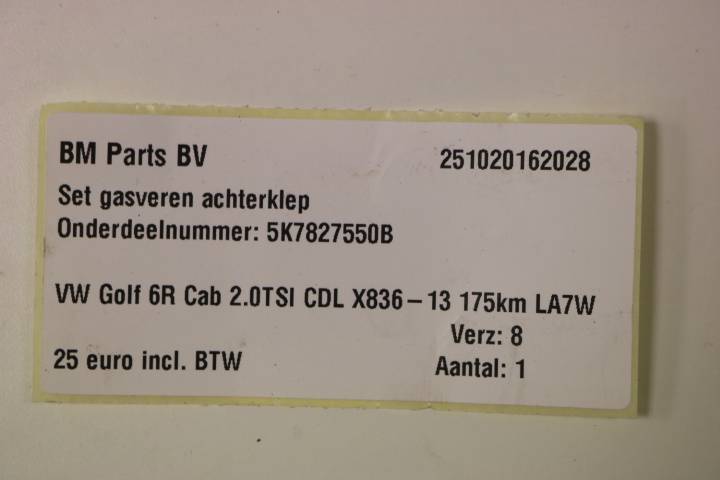 BM Parts BV 251020162028
Set gasveren achterklep
Onderdeelnummer: 5K7827550B
VW Golf 6R Cab 2.0TSI CDL X836-13 175km LA7W
Verz: 8
25 euro incl. BTW Aantal: 1